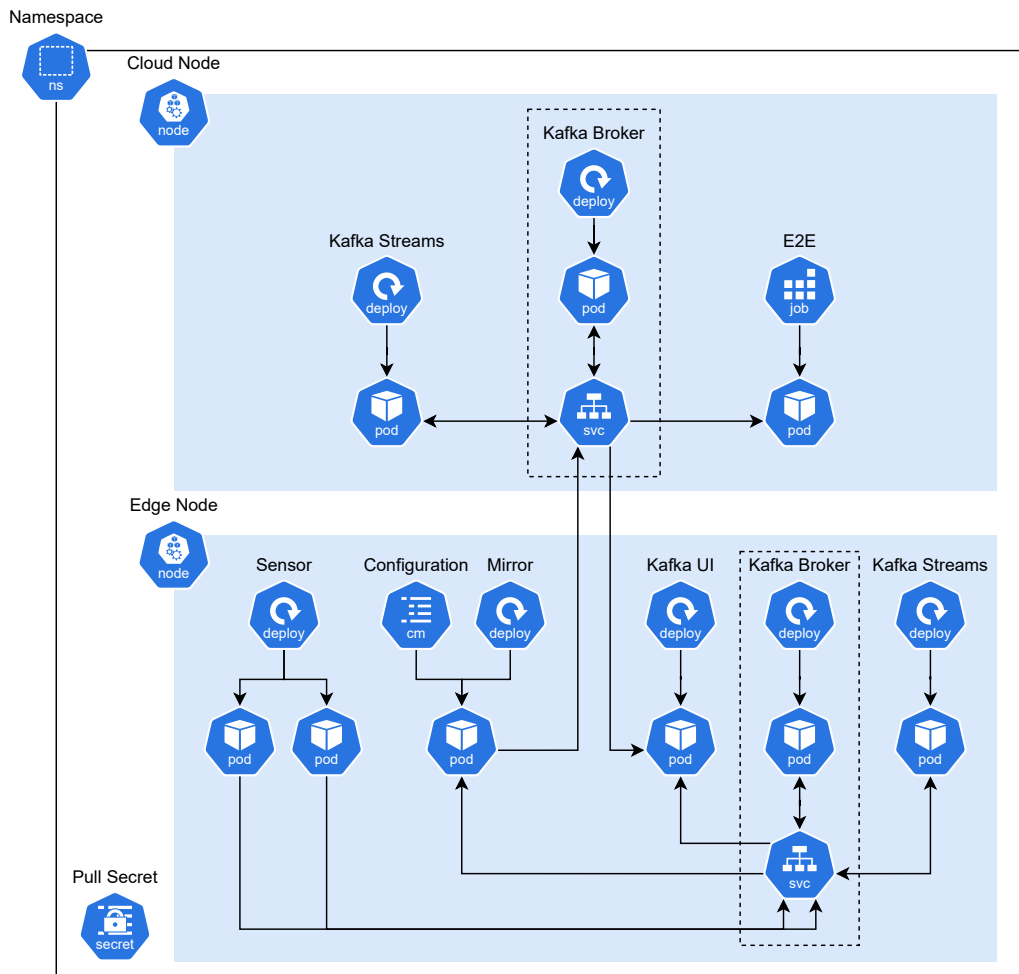 Namespace
ns
Cloud Node
node
Kafka Broker
deploy
Kafka Streams
E2E
deploy
pod
job
pod
svc
pod
Edge Node
node
Sensor
Configuration
Mirror
Kafka UI
Kafka Broker
Kafka Streams
deploy
cm
deploy
deploy
deploy
deploy
pod
pod
pod
pod
pod
pod
svc
Pull Secret
secret